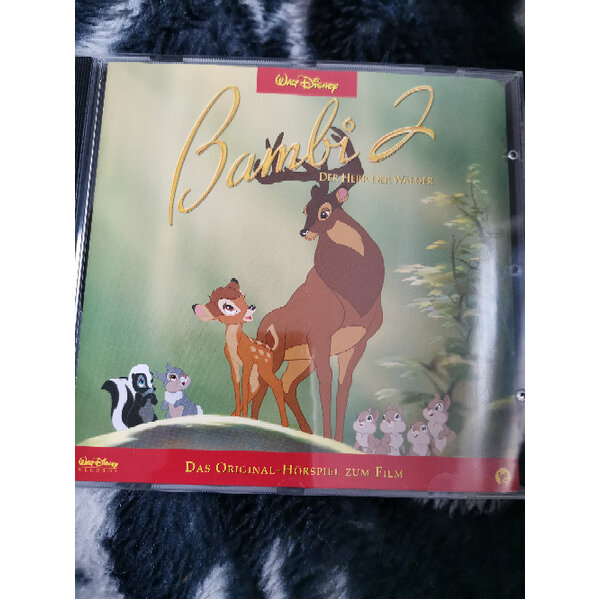 WALT DISNEY
Bambi 2
DER HERR DER WÄLDER
DAS ORIGINAL-HÖRSPIEL ZUM FILM
WALT DISNEY
RECORDS